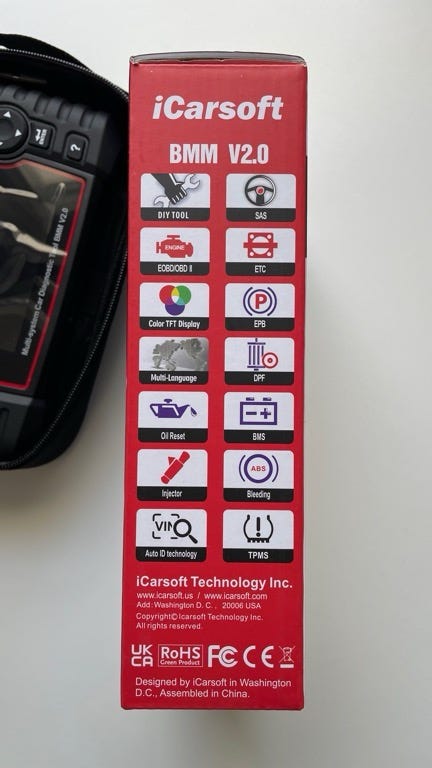 iCarsoft
BMM V2.0
DIY TOOL
SAS
ENGINE
EOBD/OBD II
ETC
Color TFT Display
P
EPB
Multi-Language
DPF
Oil Reset
BMS
Injector
ABS
Bleeding
VIN
Auto ID technology
TPMS
iCarsoft Technology Inc.
www.icarsoft.us / www.icarsoft.com
Add: Washington D. C. , 20006 USA
Copyright©Icarsoft Technology Inc.
All rights reserved.
UK
CA
RoHS
Green Product
FC CE
Designed by iCarsoft in Washington
D.C., Assembled in China.
ENTER
?
Multi-system Car Diagnostic Tool BMM V2.0